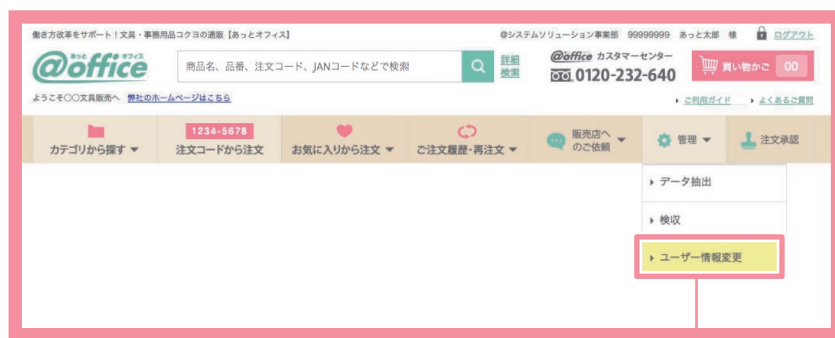 働き方改革をサポート！文具・事務用品コクヨの通販【あっとオフィス】
@システムソリューション事業部 99999999 あっと太郎 様 ログアウト
あっと オフィス
@office
商品名、品番、注文コード、JANコードなどで検索
詳細
検索
@office カスタマーセンター
0120-232-640
買い物かご 00
ようこそ○○文具販売へ 弊社のホームページはこちら
ご利用ガイド よくあるご質問
カテゴリから探す
1234-5678
注文コードから注文
お気に入りから注文
ご注文履歴・再注文
販売店へ
のご依頼
管理
注文承認
データ抽出
検収
ユーザー情報変更